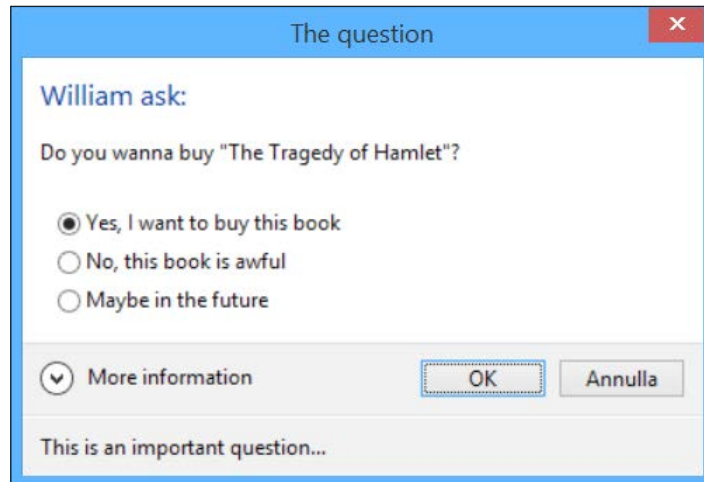 The question
William ask:
Do you wanna buy "The Tragedy of Hamlet"?
Yes, I want to buy this book
No, this book is awful
Maybe in the future
More information OK Annulla
This is an important question...